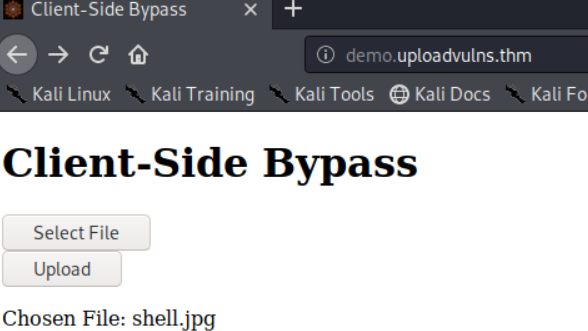 Client-Side Bypass
demo.uploadvulns.thm
Kali Linux Kali Training Kali Tools Kali Docs Kali Fo
Client-Side Bypass
Select File
Upload
Chosen File: shell.jpg